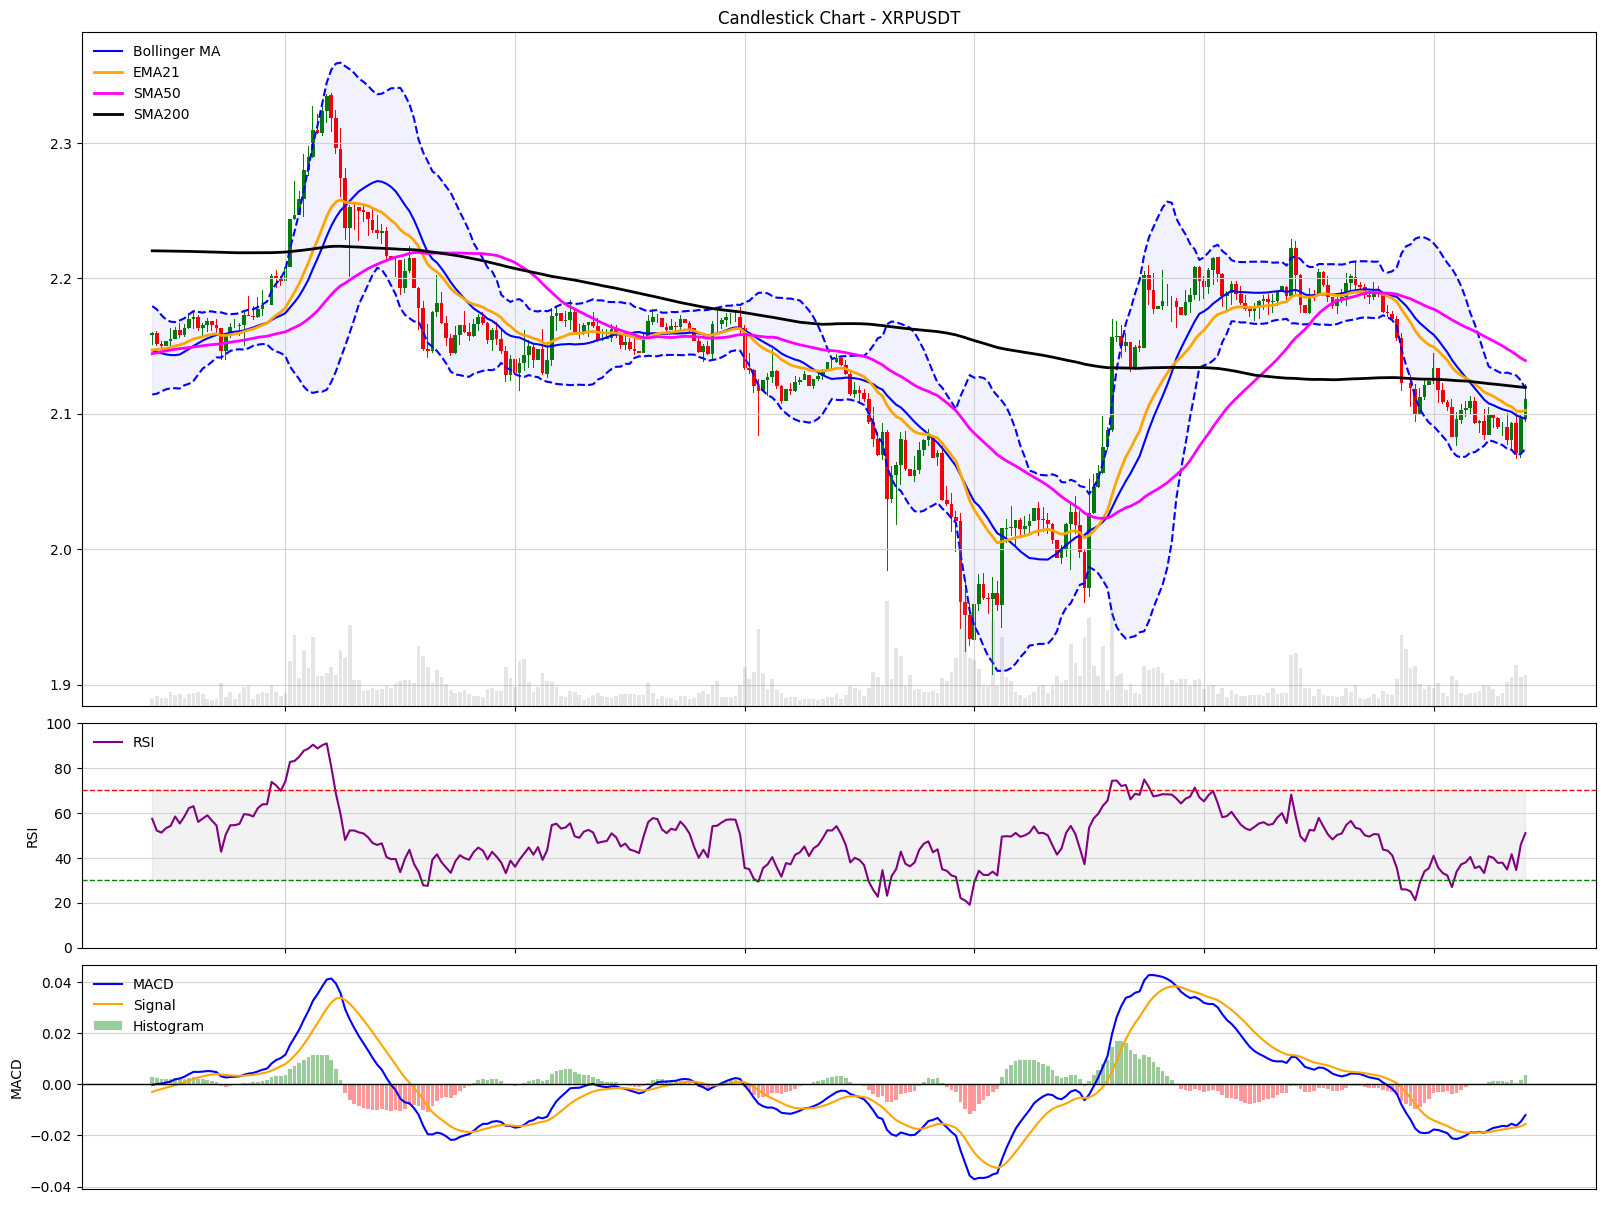 Candlestick Chart - XRPUSDT
Bollinger MA
EMA21
SMA50
SMA200
2.3
2.2
2.1
2.0
1.9
RSI
RSI
100
80
60
40
20
0
MACD
Signal
Histogram
MACD
0.04
0.02
0.00
−0.02
−0.04